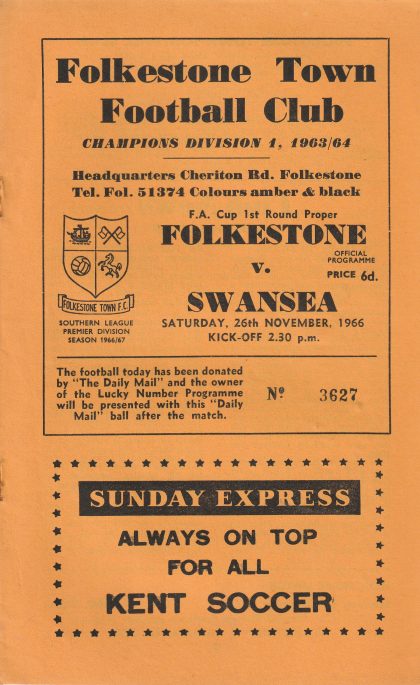 Folkestone Town
Football Club
CHAMPIONS DIVISION 1, 1963/64
Headquarters Cheriton Rd. Folkestone
Tel. Fol. 51374 Colours amber & black
F.A. Cup 1st Round Proper
FOLKESTONE
OFFICIAL
PROGRAMME
v.
PRICE 6d.
SWANSEA
FOLKESTONE TOWN F.C
SOUTHERN LEAGUE
PREMIER DIVISION
SEASON 1966/67
SATURDAY, 26th NOVEMBER, 1966
KICK-OFF 2.30 p.m.
The football today has been donated
by "The Daily Mail" and the owner
of the Lucky Number Programme
will be presented with this "Daily
Mail" ball after the match.
Nº 3627
SUNDAY EXPRESS
ALWAYS ON TOP
FOR ALL
KENT SOCCER